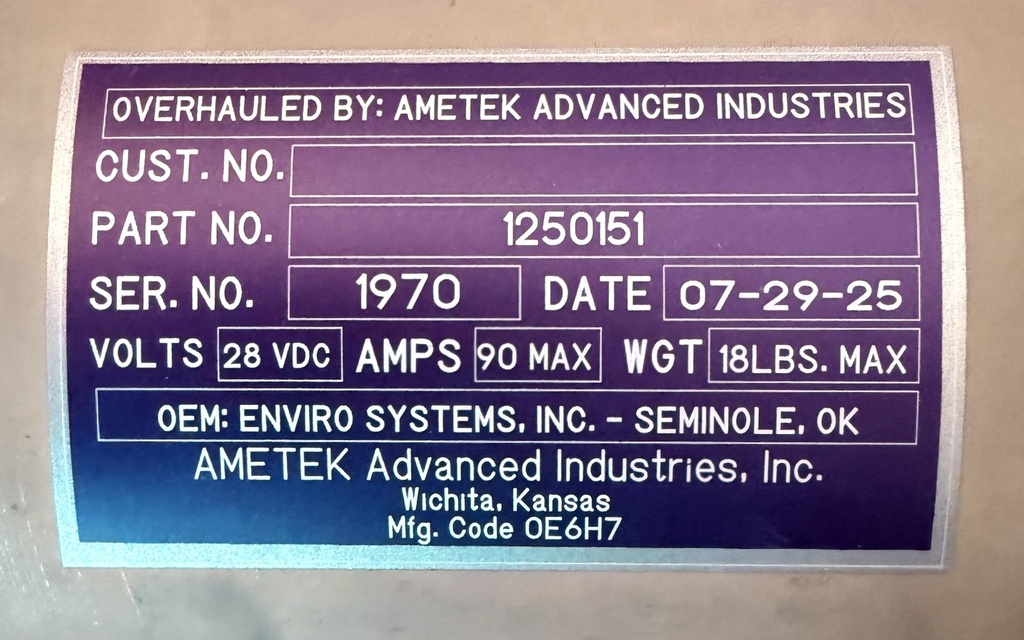 OVERHAULED BY: AMETEK ADVANCED INDUSTRIES
CUST. NO.
PART NO. 1250151
SER. NO. 1970 DATE 07-29-25
VOLTS 28 VDC AMPS 90 MAX WGT 18LBS. MAX
OEM: ENVIRO SYSTEMS, INC. - SEMINOLE, OK
AMETEK Advanced Industries, Inc.
Wichita, Kansas
Mfg. Code 0E6H7